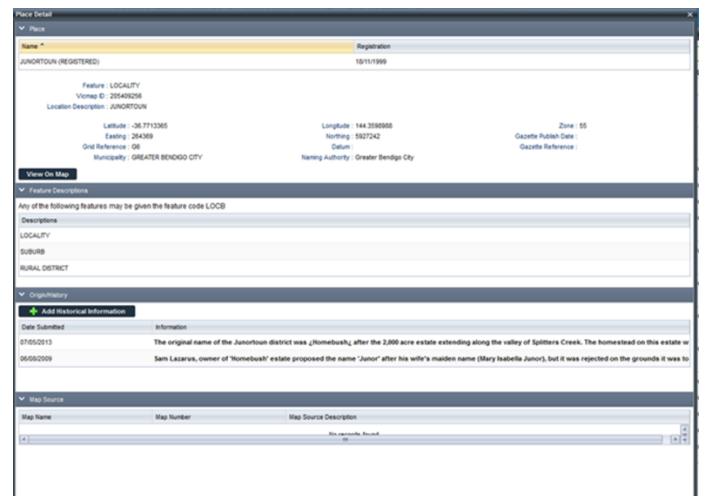 Place Detail
Place
Name Registration
JUNORTOUN (REGISTERED) 18/11/1999
Feature : LOCALITY
Vicmap ID : 205409256
Location Description : JUNORTOUN
Latitude : -36.7713365 Longitude : 144.3598988 Zone : 55
Easting : 264369 Northing : 5927242 Gazette Publish Date :
Grid Reference : G6 Datum : Gazette Reference :
Municipality : GREATER BENDIGO CITY Naming Authority : Greater Bendigo City
View On Map
Feature Descriptions
Any of the following features may be given the feature code LOCB
Descriptions
LOCALITY
SUBURB
RURAL DISTRICT
Origin/History
Add Historical Information
Date Submitted Information
07/05/2013 The original name of the Junortoun district was ¿Homebush¿ after the 2,000 acre estate extending along the valley of Splitters Creek. The homestead on this estate w
06/08/2009 Sam Lazarus, owner of 'Homebush' estate proposed the name 'Junor' after his wife's maiden name (Mary Isabella Junor), but it was rejected on the grounds it was to
Map Source
Map Name Map Number Map Source Description
No records found